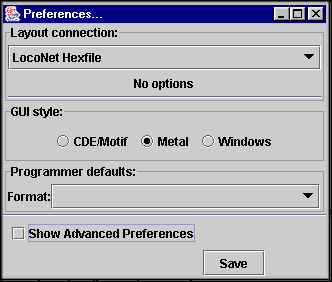 Preferences...
Layout connection:
LocoNet Hexfile
No options
GUI style:
CDE/Motif Metal Windows
Programmer defaults:
Format:
Show Advanced Preferences
Save